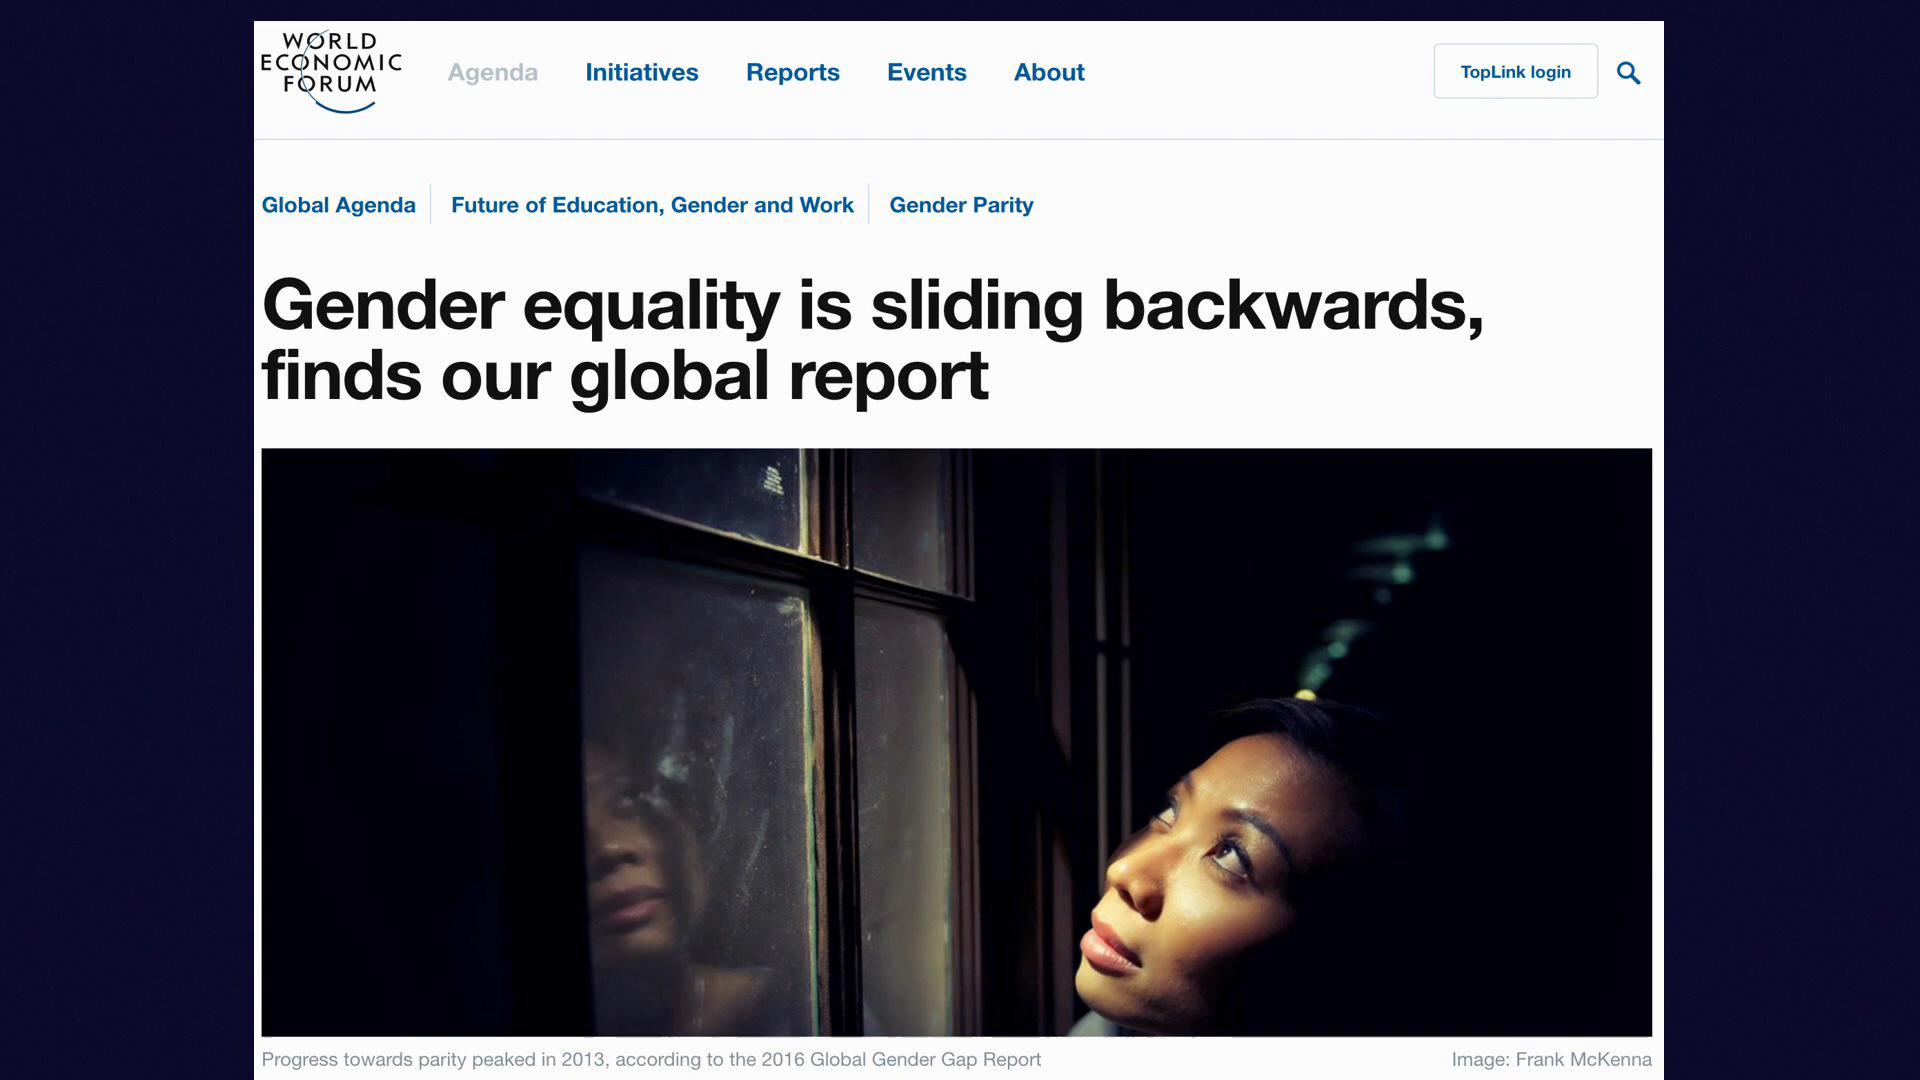 WORLD
ECONOMIC
FORUM
Agenda Initiatives Reports Events About
TopLink login
Global Agenda Future of Education, Gender and Work Gender Parity
Gender equality is sliding backwards,
finds our global report
Progress towards parity peaked in 2013, according to the 2016 Global Gender Gap Report
Image: Frank McKenna